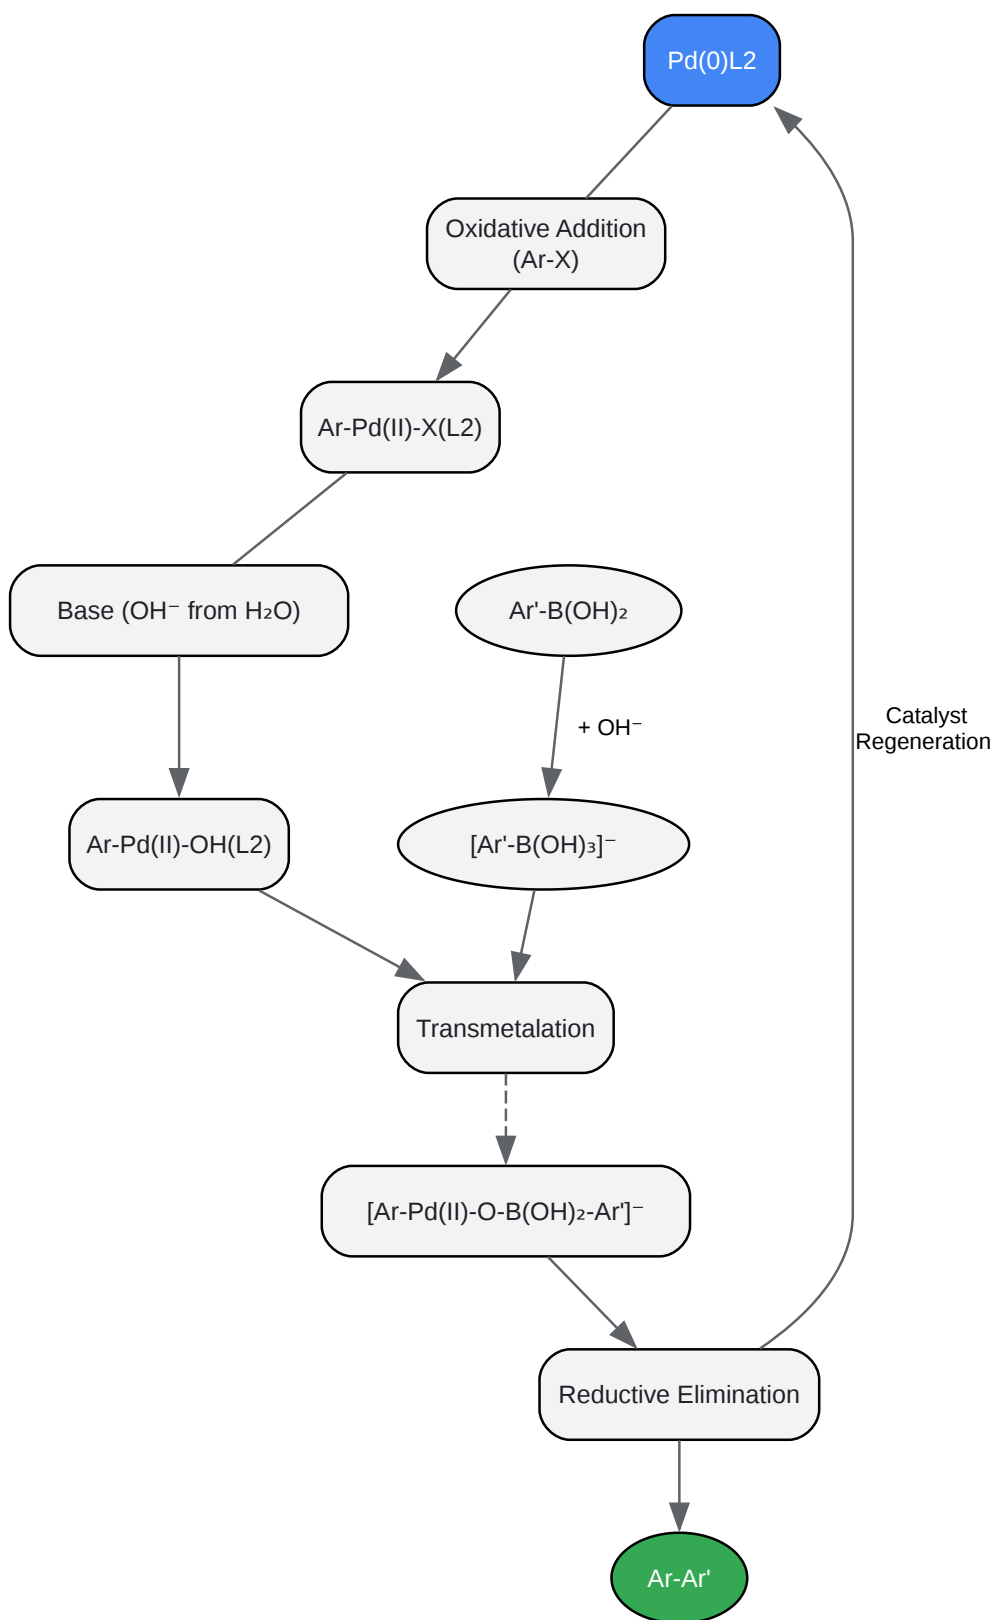 Pd(0)L2
Oxidative Addition
(Ar-X)
Ar-Pd(II)-X(L2)
Base (OH⁻ from H₂O)
Ar'-B(OH)₂
+ OH⁻
Catalyst
Regeneration
Ar-Pd(II)-OH(L2)
[Ar'-B(OH)₃]⁻
Transmetalation
[Ar-Pd(II)-O-B(OH)₂-Ar']⁻
Reductive Elimination
Ar-Ar'